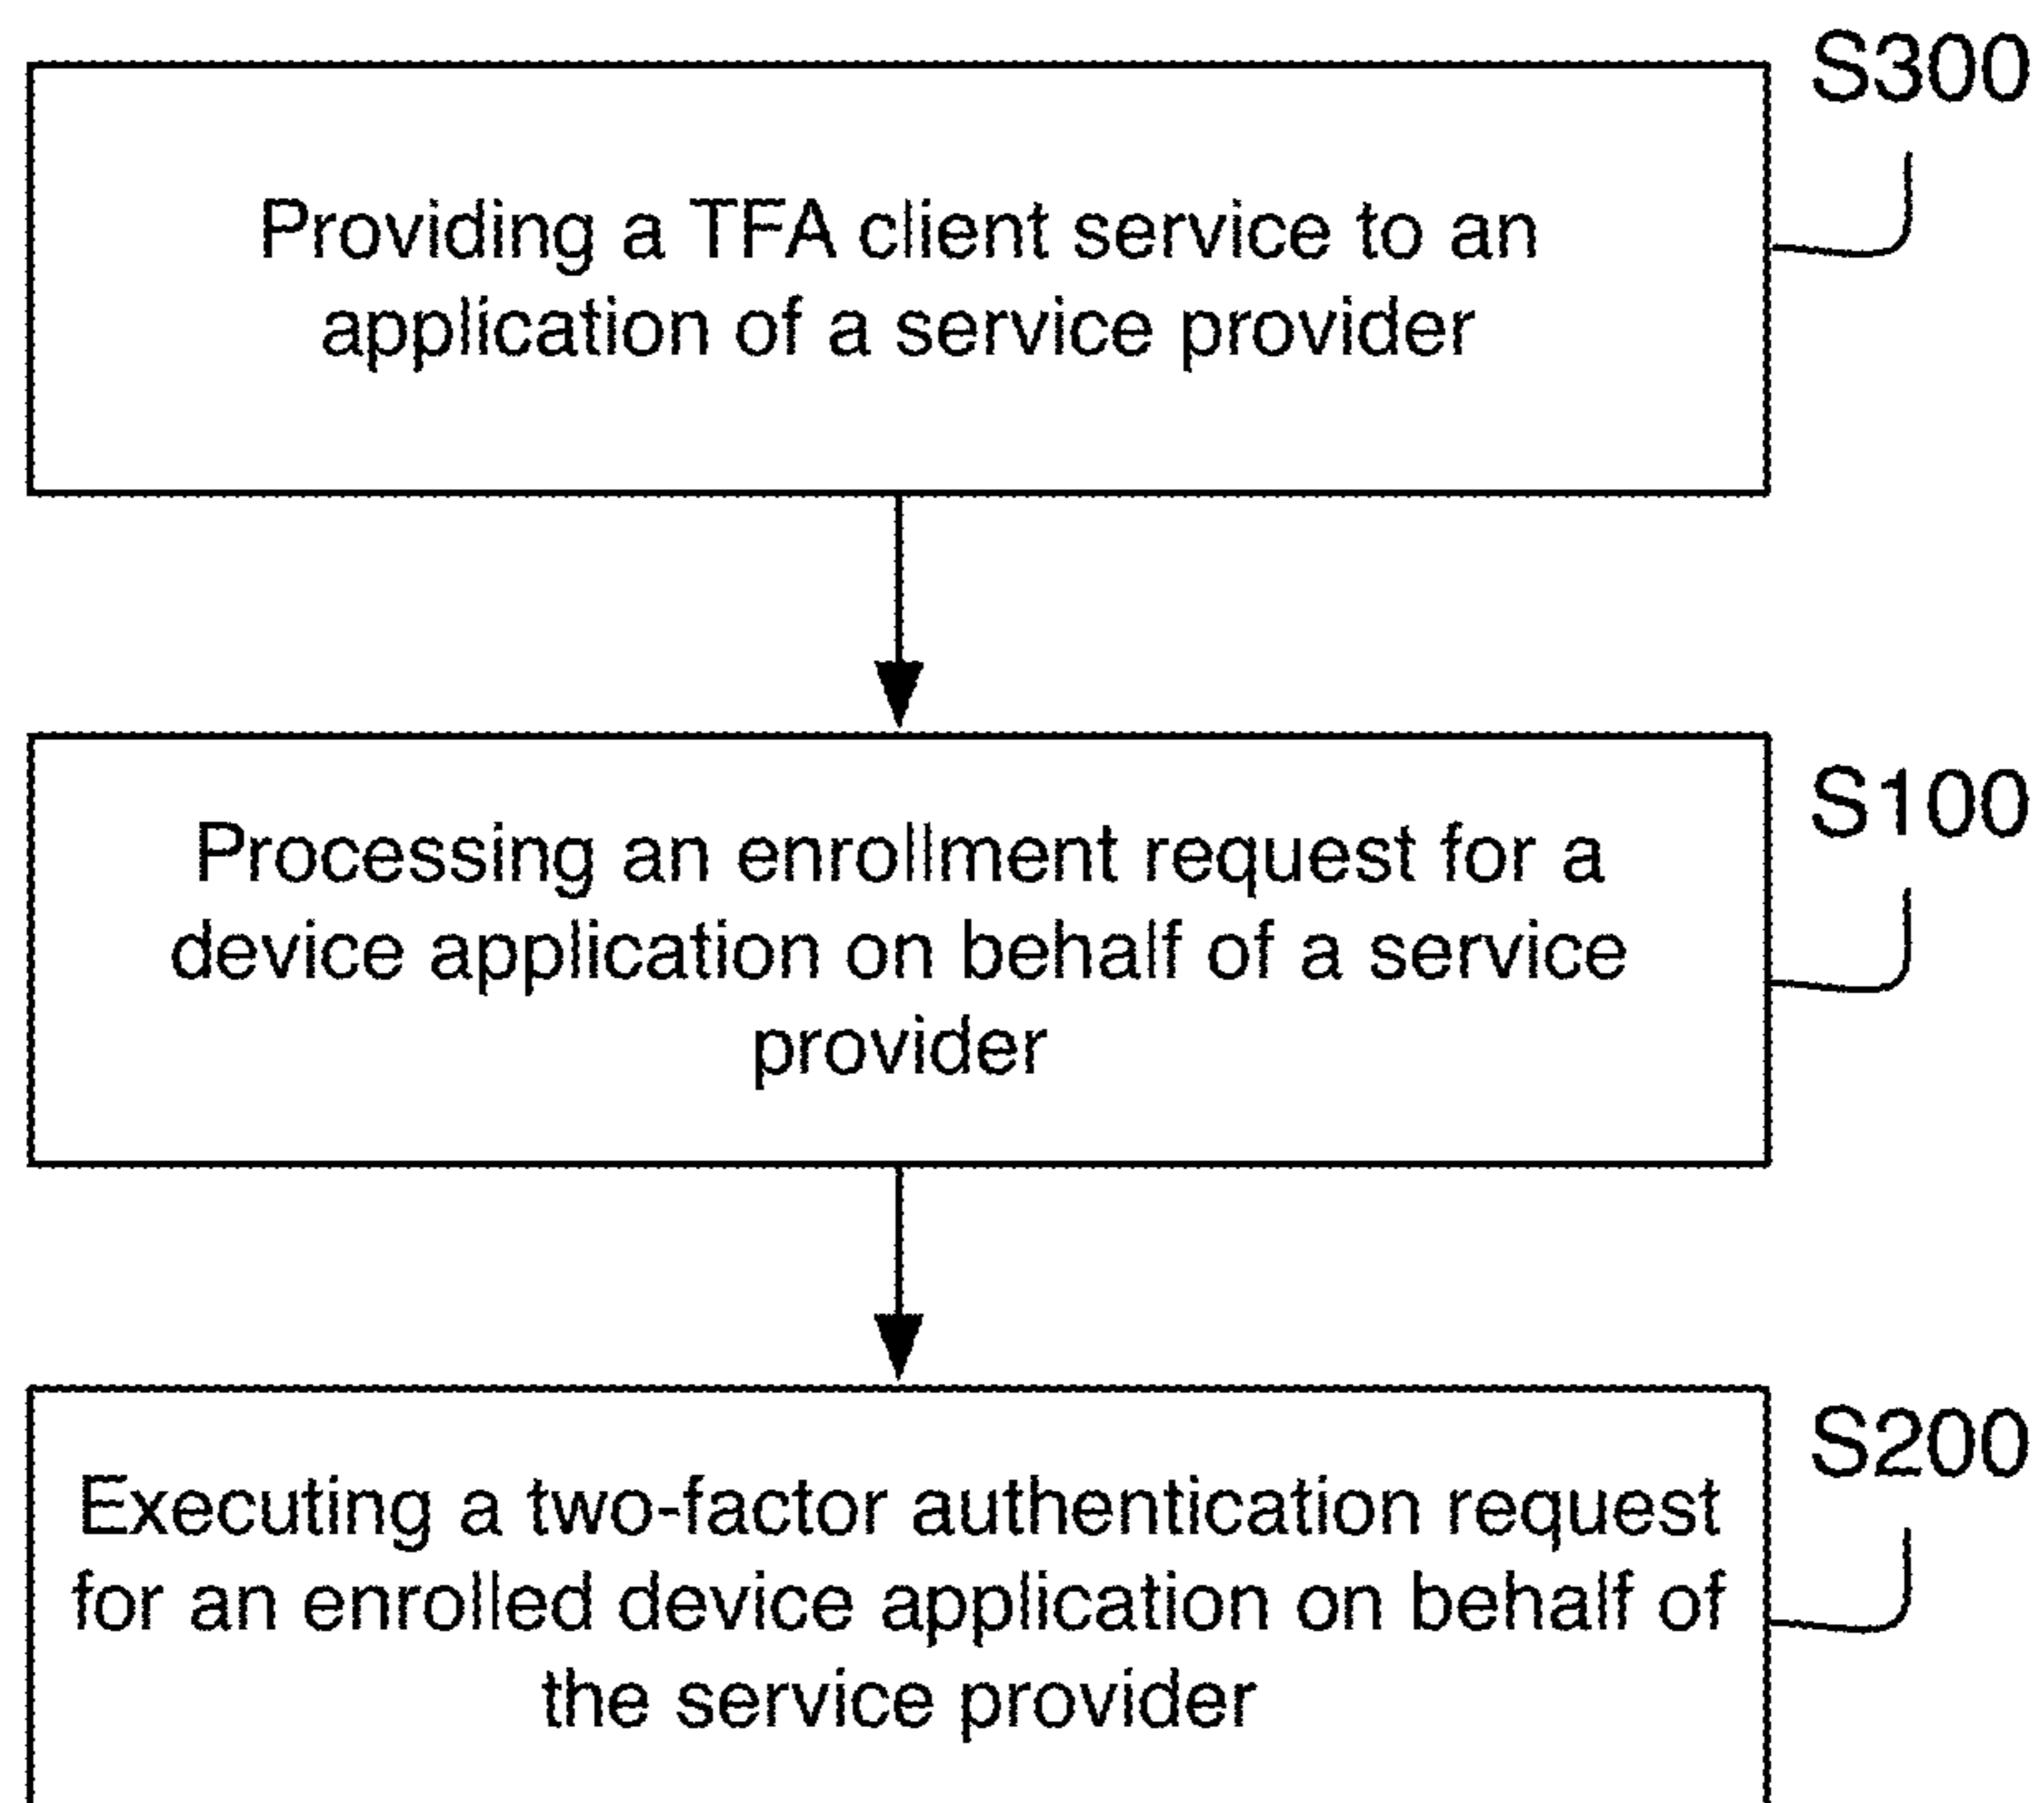 S300
Providing a TFA client service to an
application of a service provider
S100
Processing an enrollment request for a
device application on behalf of a service
provider
S200
Executing a two-factor authentication request
for an enrolled device application on behalf of
the service provider